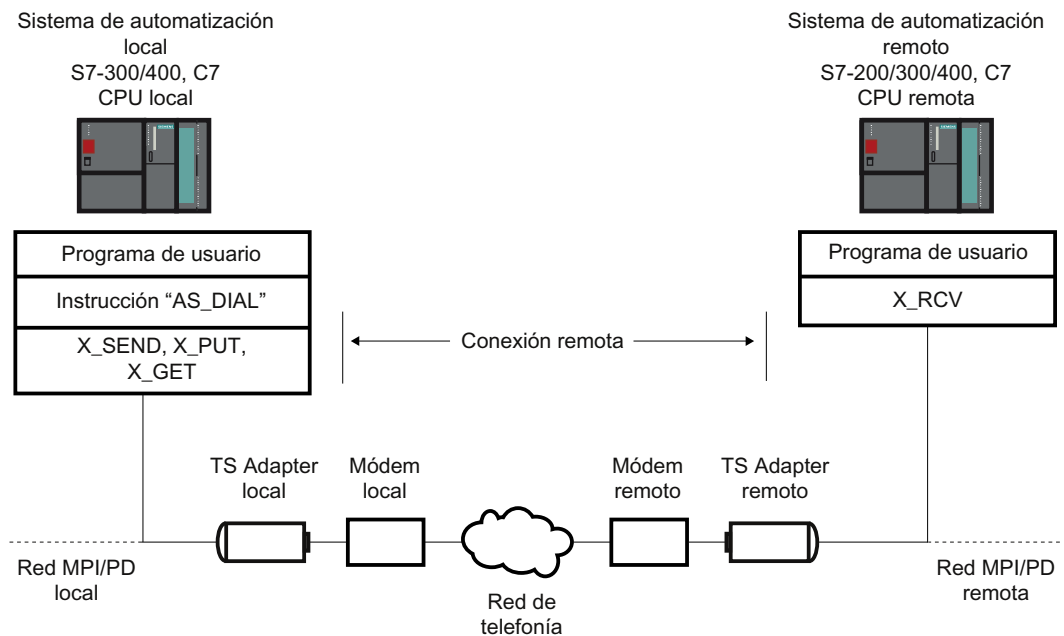 Sistema de automatización
local
S7-300/400, C7
CPU local
Sistema de automatización
remoto
S7-200/300/400, C7
CPU remota
Programa de usuario
Instrucción “AS_DIAL”
X_SEND, X_PUT,
X_GET
Programa de usuario
X_RCV
Conexión remota
TS Adapter
local
Módem
local
Módem
remoto
TS Adapter
remoto
Red MPI/PD
local
Red de
telefonía
Red MPI/PD
remota